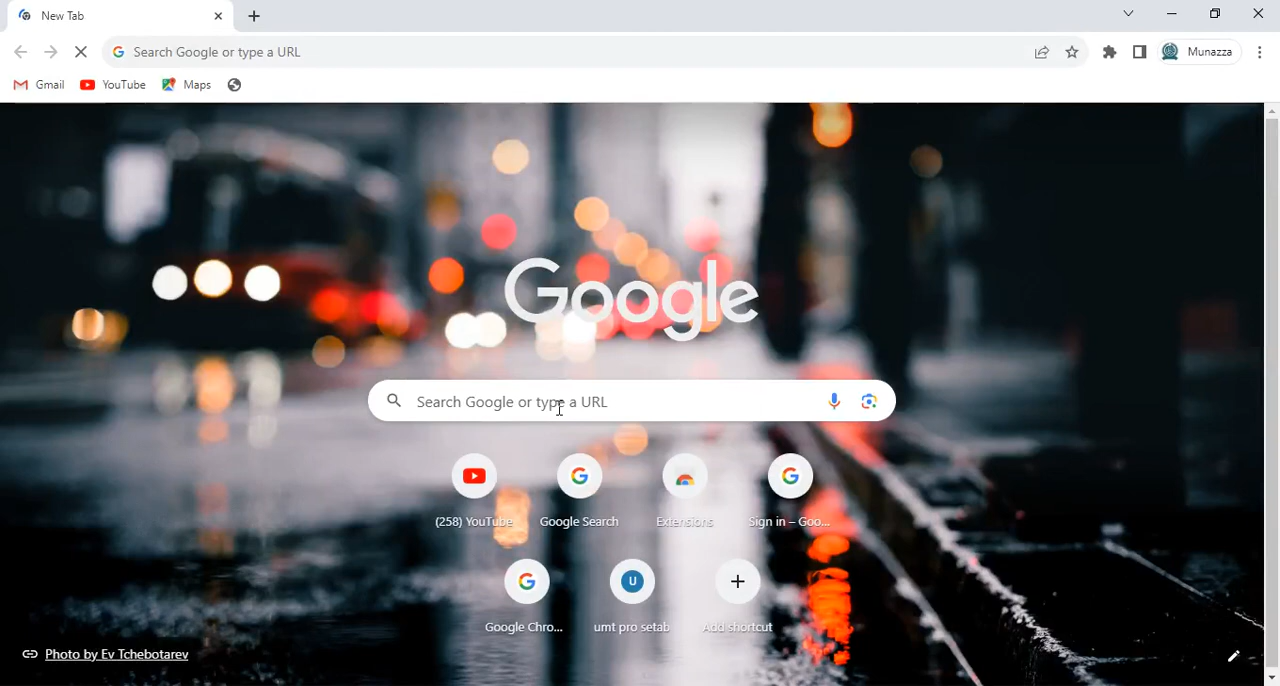 New Tab
Search Google or type a URL
Munazza
Gmail
YouTube
Maps
Google
Search Google or type a URL
(258) YouTube
Google Search
Extensions
Sign in – Goo...
Google Chro...
U
umt pro setab
Add shortcut
Photo by Ev Tchebotarev